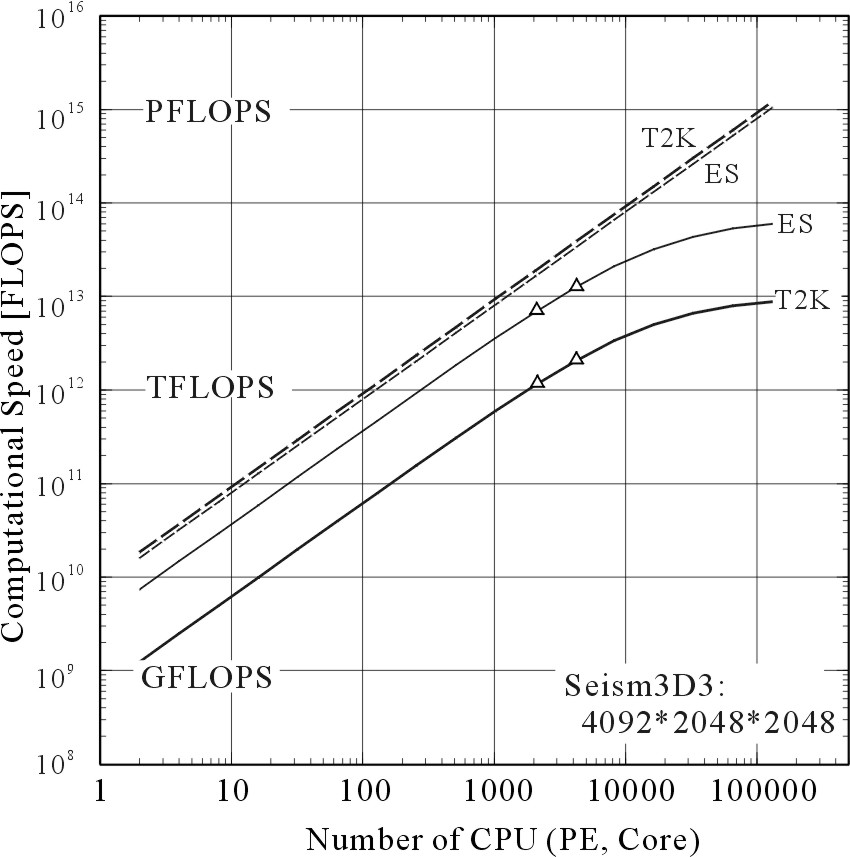 10^16
PFLOPS
10^15
T2K
ES
10^14
ES
10^13
T2K
TFLOPS
10^12
10^11
10^10
10^9
GFLOPS
Seism3D3:
4092*2048*2048
10^8
1 10 100 1000 10000 100000
Number of CPU (PE, Core)
Computational Speed [FLOPS]